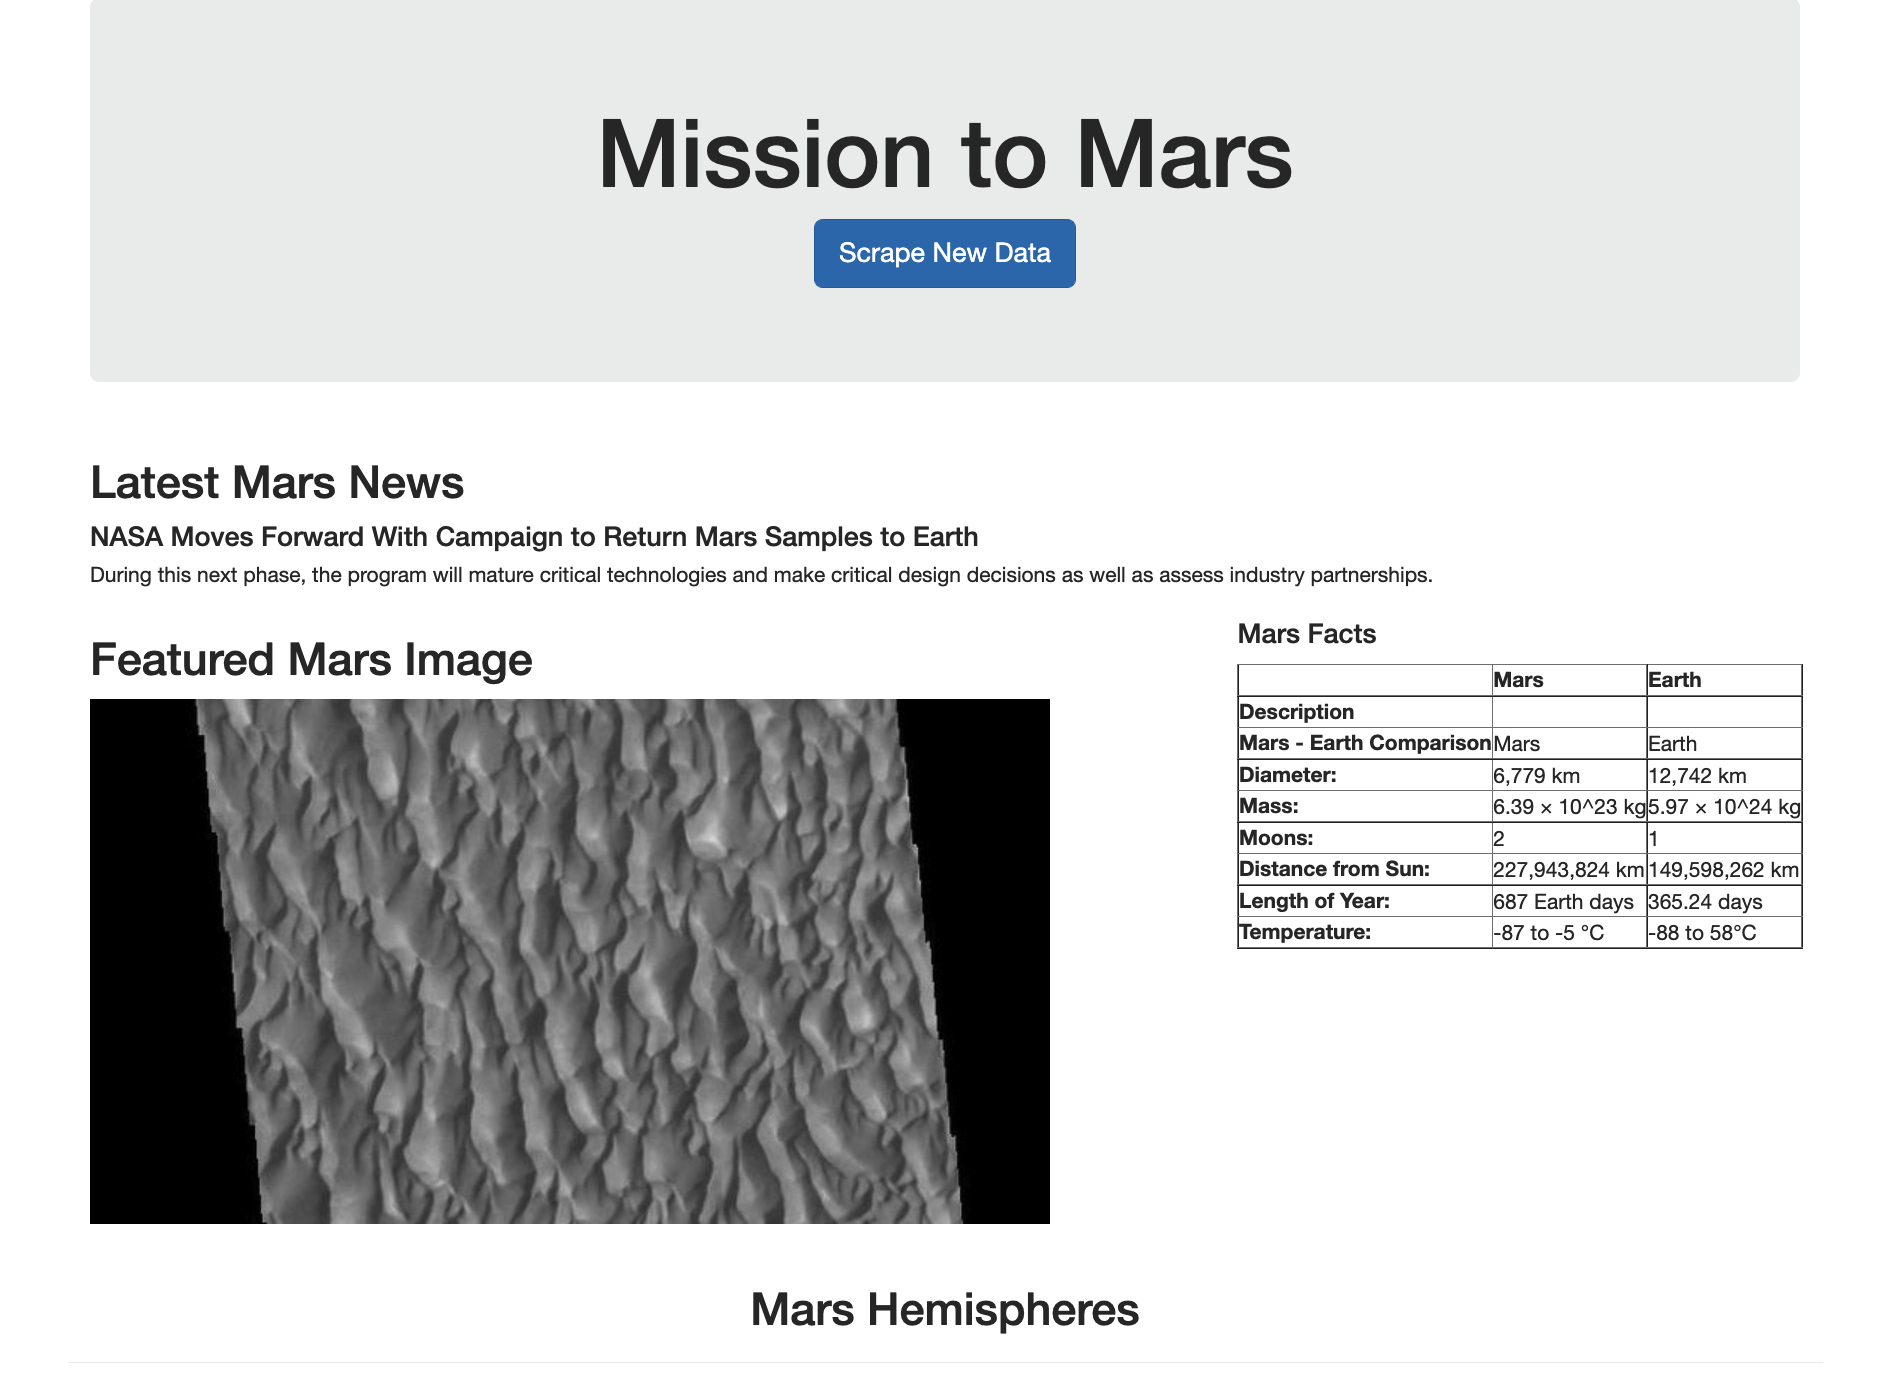 Mission to Mars
Scrape New Data
Latest Mars News
NASA Moves Forward With Campaign to Return Mars Samples to Earth
During this next phase, the program will mature critical technologies and make critical design decisions as well as assess industry partnerships.
Featured Mars Image
Mars Facts
Mars Earth
Description
Mars - Earth Comparison Mars Earth
Diameter: 6,779 km 12,742 km
Mass: 6.39 × 10^23 kg 5.97 × 10^24 kg
Moons: 2 1
Distance from Sun: 227,943,824 km 149,598,262 km
Length of Year: 687 Earth days 365.24 days
Temperature: -87 to -5 °C -88 to 58°C
Mars Hemispheres